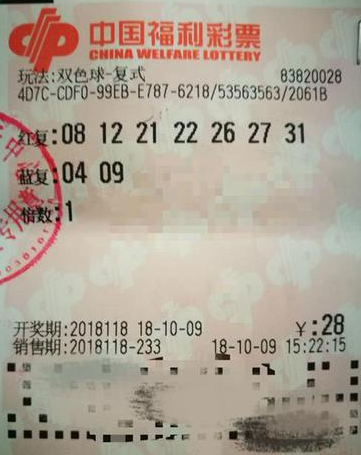 中国福利彩票
CHINA WELFARE LOTTERY
玩法:双色球-复式 83820028
4D7C-CDF0-99EB-E787-6218/53563563/2061B
红复:08 12 21 22 26 27 31
蓝复:04 09
倍数:1
开奖期:2018118 18-10-09 ¥:28
销售期:2018118-233 18-10-09 15:22:15